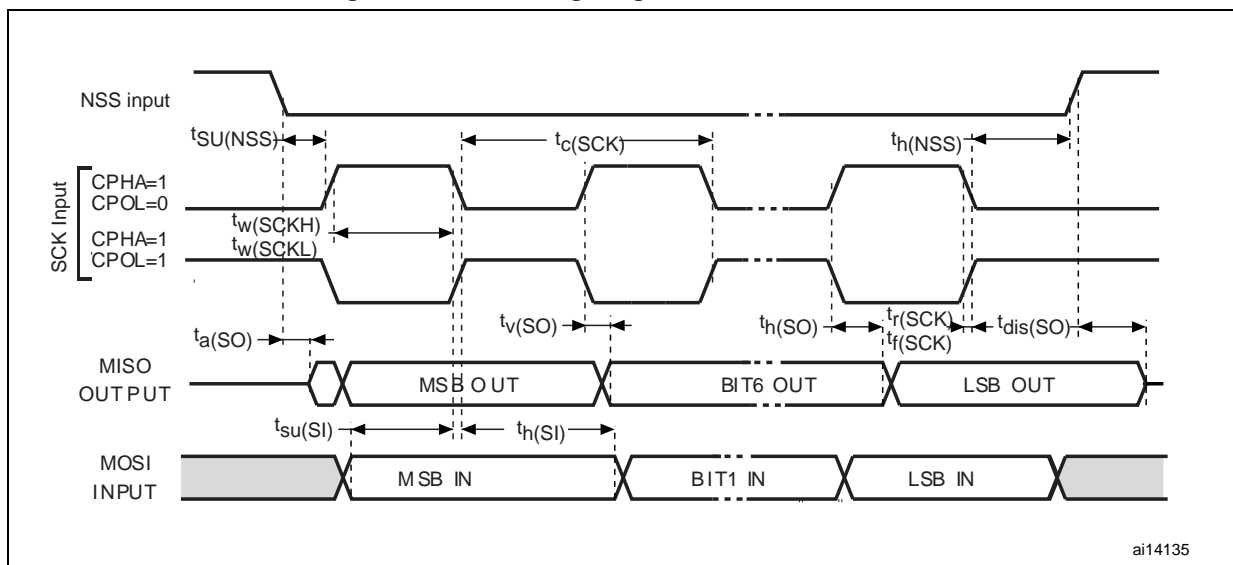 NSS input
tSU(NSS)
tc(SCK)
th(NSS)
SCK Input
CPHA=1
CPOL=0
tw(SCKH)
tw(SCKL)
CPHA=1
CPOL=1
ta(SO)
tv(SO)
th(SO)
tr(SCK)
tf(SCK)
tdis(SO)
MISO
OUTPUT
MSB OUT
BIT6 OUT
LSB OUT
tsu(SI)
th(SI)
MOSI
INPUT
MSB IN
BIT1 IN
LSB IN
ai14135